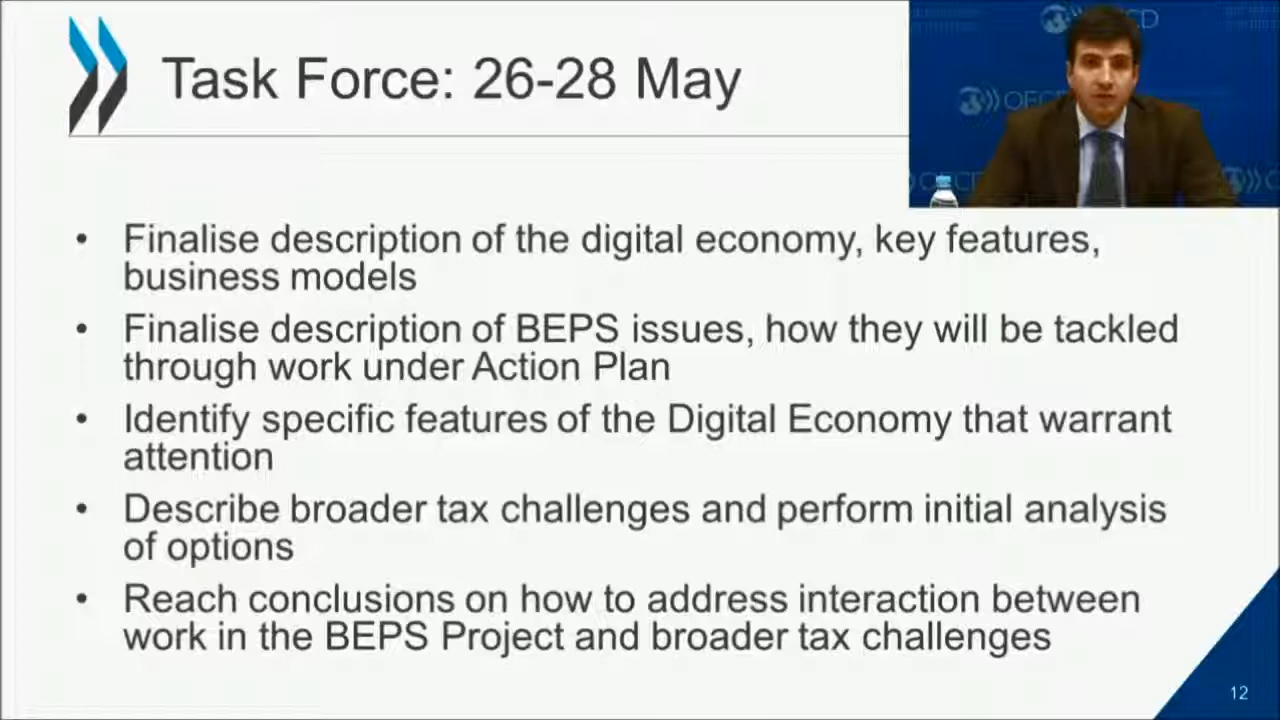 Task Force: 26-28 May
OECD
OECD
OECD
• Finalise description of the digital economy, key features,
business models
• Finalise description of BEPS issues, how they will be tackled
through work under Action Plan
• Identify specific features of the Digital Economy that warrant
attention
• Describe broader tax challenges and perform initial analysis
of options
• Reach conclusions on how to address interaction between
work in the BEPS Project and broader tax challenges
12